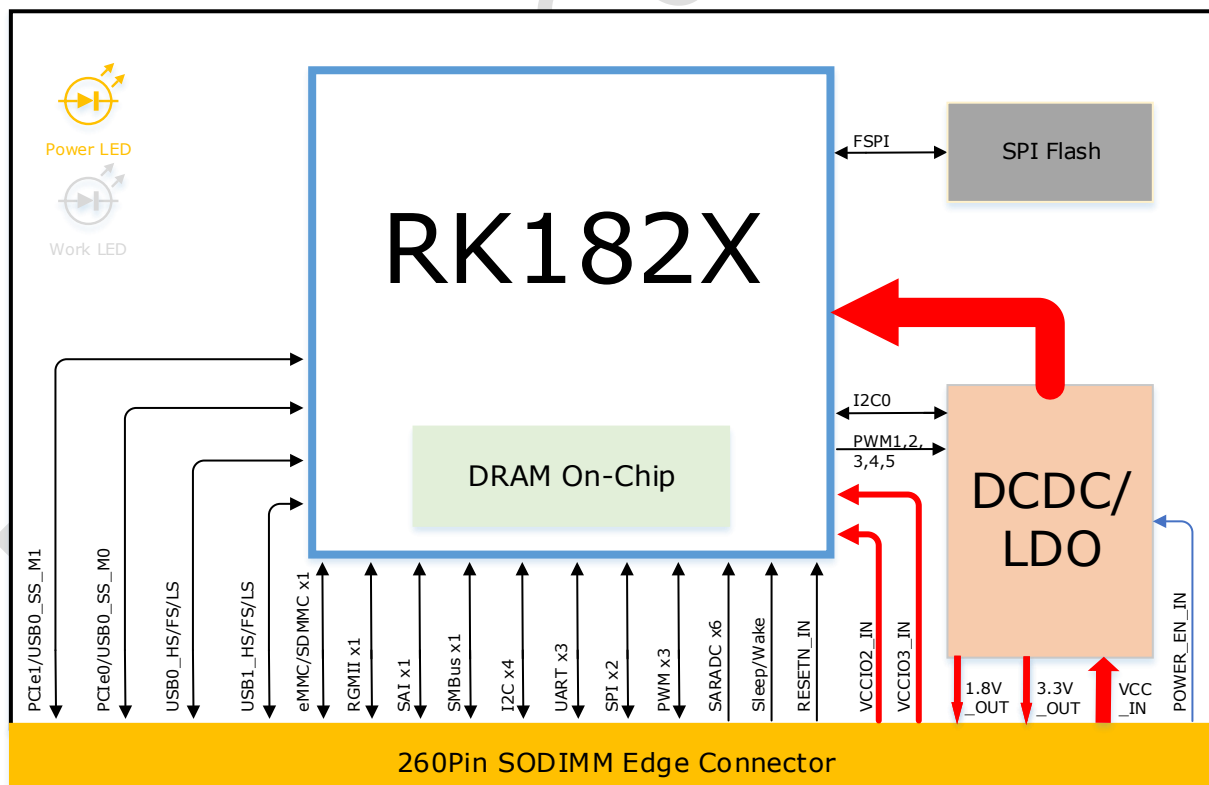 Power LED
Work LED
RK182X
DRAM On-Chip
FSPI
SPI Flash
I2C0
PWM1,2,
3,4,5
DCDC/
LDO
PCIe1/USB0_SS_M1
PCIe0/USB0_SS_M0
USB0_HS/FS/LS
USB1_HS/FS/LS
eMMC/SDMMC x1
RGMII x1
SAI x1
SMBus x1
I2C x4
UART x3
SPI x2
PWM x3
SARADC x6
Sleep/Wake
RESETN_IN
VCCIO2_IN
VCCIO3_IN
1.8V
_OUT
3.3V
_OUT
VCC
_IN
POWER_EN_IN
260Pin SODIMM Edge Connector